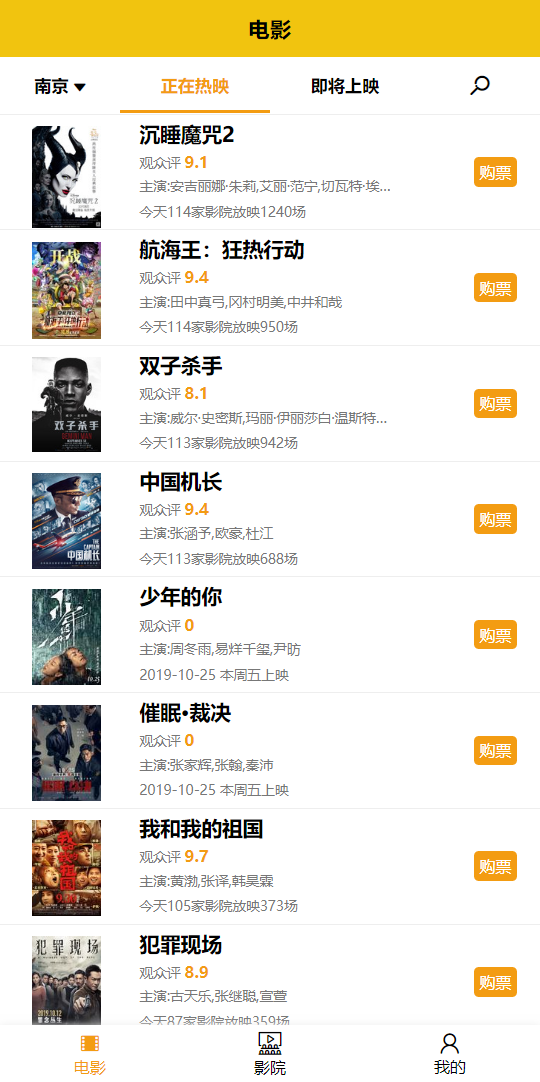 电影
南京
正在热映
即将上映
沉睡魔咒2
观众评 9.1
主演:安吉丽娜·朱莉,艾丽·范宁,切瓦特·埃...
今天114家影院放映1240场
购票
航海王：狂热行动
观众评 9.4
主演:田中真弓,冈村明美,中井和哉
今天114家影院放映950场
购票
双子杀手
双子杀手
观众评 8.1
主演:威尔·史密斯,玛丽·伊丽莎白·温斯特...
今天113家影院放映942场
购票
中国机长
中国机长
观众评 9.4
主演:张涵予,欧豪,杜江
今天113家影院放映688场
购票
少年的你
观众评 0
主演:周冬雨,易烊千玺,尹昉
2019-10-25 本周五上映
购票
催眠·裁决
观众评 0
主演:张家辉,张翰,秦沛
2019-10-25 本周五上映
购票
我和我的祖国
观众评 9.7
主演:黄渤,张译,韩昊霖
今天105家影院放映373场
购票
犯罪现场
犯罪现场
观众评 8.9
主演:古天乐,张继聪,宣萱
今天87家影院放映359场
购票
电影
影院
我的